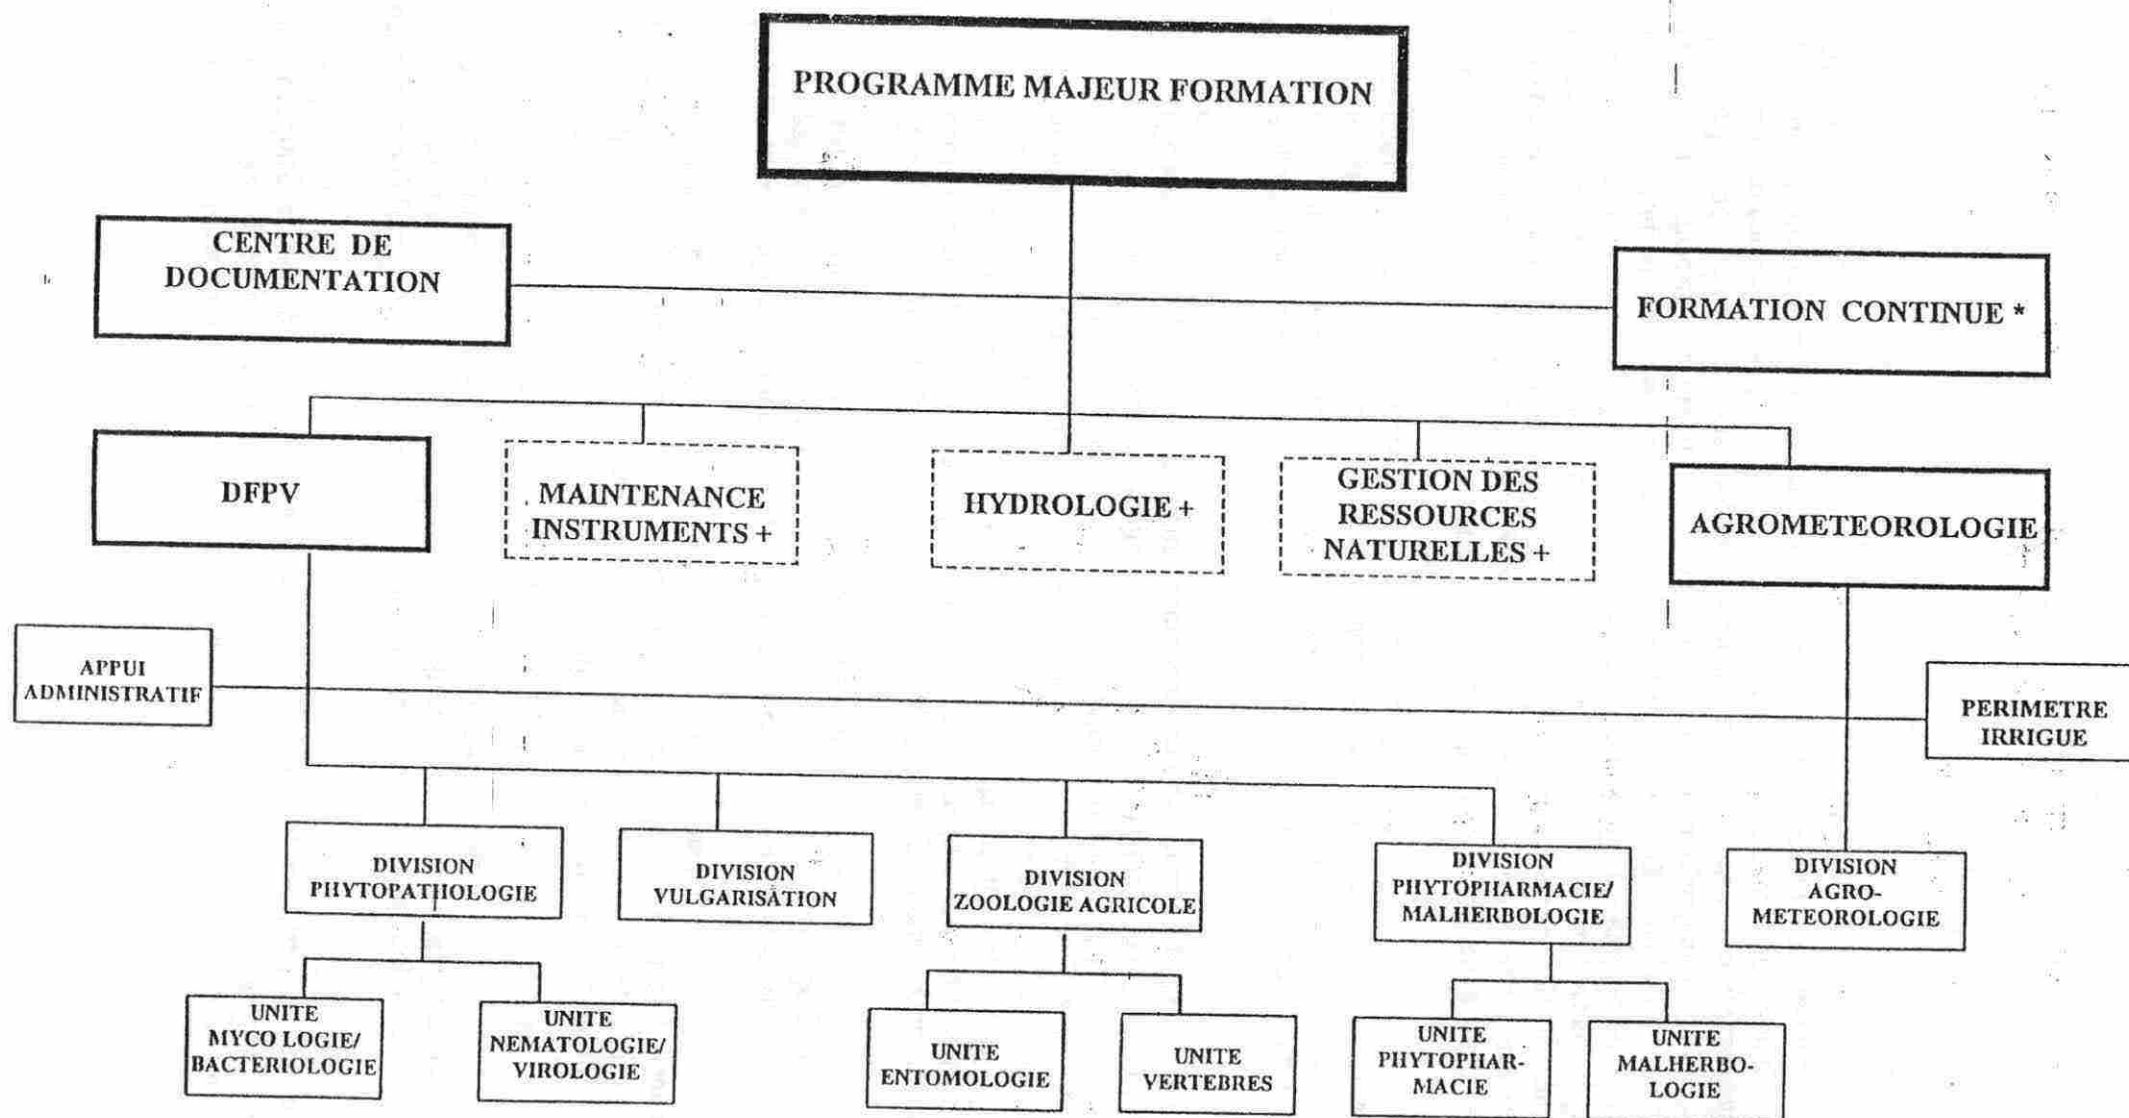 PROGRAMME MAJEUR FORMATION
CENTRE DE
DOCUMENTATION
FORMATION CONTINUE *
DFPV
MAINTENANCE
INSTRUMENTS +
HYDROLOGIE +
GESTION DES
RESSOURCES
NATURELLES +
AGROMETEOROLOGIE
APPUI
ADMINISTRATIF
PERIMETRE
IRRIGUE
DIVISION
PHYTOPATHOLOGIE
DIVISION
VULGARISATION
DIVISION
ZOOLOGIE AGRICOLE
DIVISION
PHYTOPHARMACIE/
MALHERBOLOGIE
DIVISION
AGRO-
METEOROLOGIE
UNITE
MYCO LOGIE/
BACTERIOLOGIE
UNITE
NEMATOLOGIE/
VIROLOGIE
UNITE
ENTOMOLOGIE
UNITE
VERTEBRES
UNITE
PHYTOPHAR-
MACIE
UNITE
MALHERBO-
LOGIE